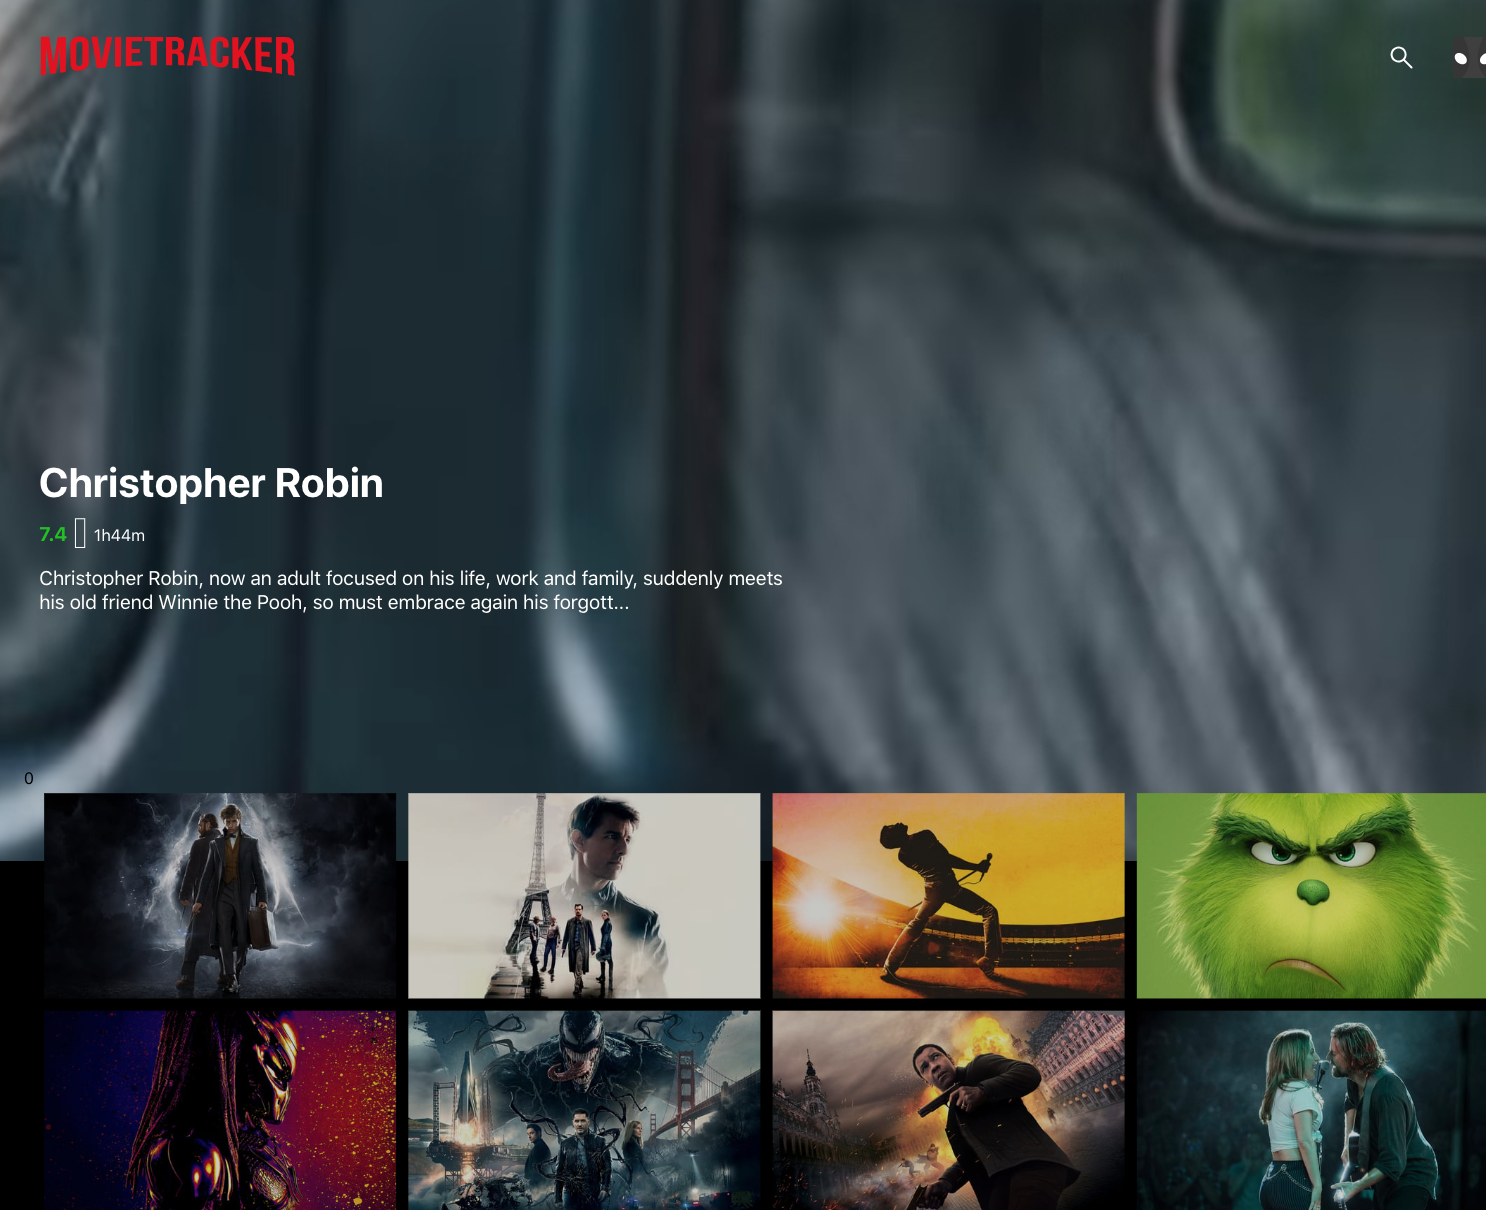 MOVIETRACKER
Christopher Robin
7.4 1h44m
Christopher Robin, now an adult focused on his life, work and family, suddenly meets
his old friend Winnie the Pooh, so must embrace again his forgott...
0